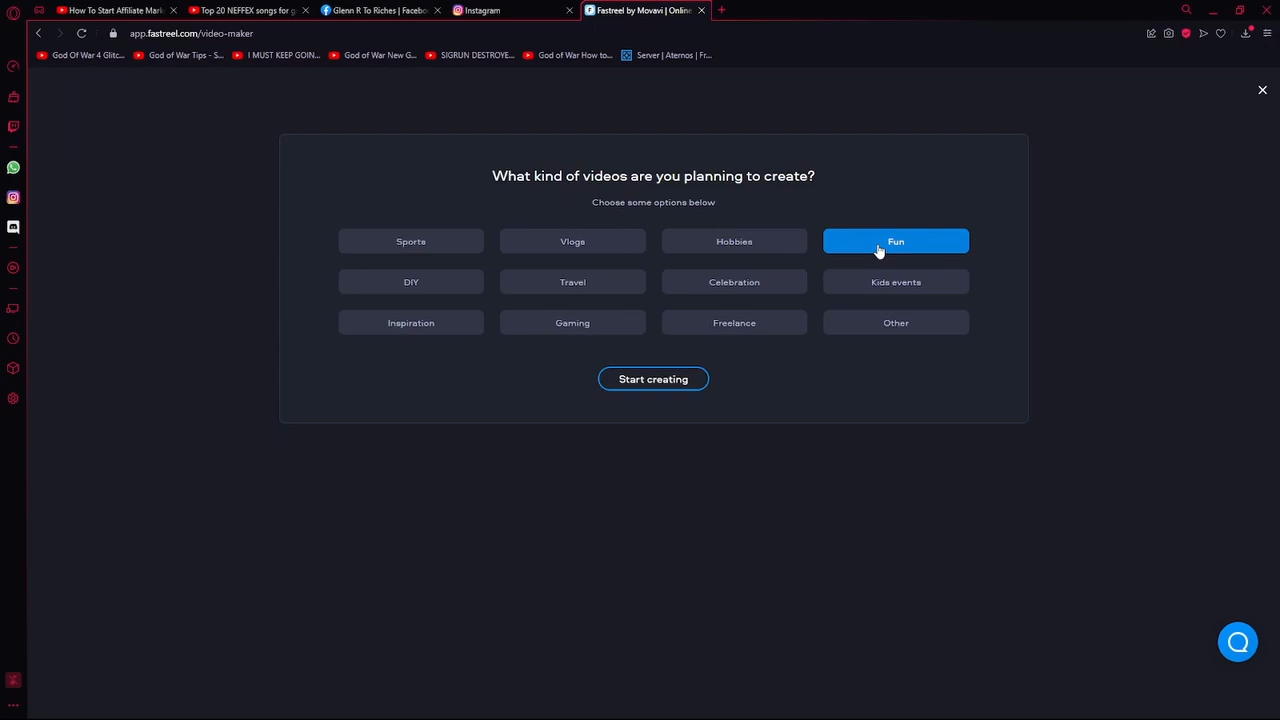 How To Start Affiliate Mark
Top 20 NEFFEX songs for g
Glenn R To Riches | Facebo
Instagram
Fastreel by Movavi | Online
app.fastreel.com/video-maker
God Of War 4 Glitc...
God of War Tips - S...
I MUST KEEP GOIN...
God of War New G...
SIGRUN DESTROYE...
God of War How to...
Server | Aternos | Fr...
What kind of videos are you planning to create?
Choose some options below
Sports
Vlogs
Hobbies
Fun
DIY
Travel
Celebration
Kids events
Inspiration
Gaming
Freelance
Other
Start creating